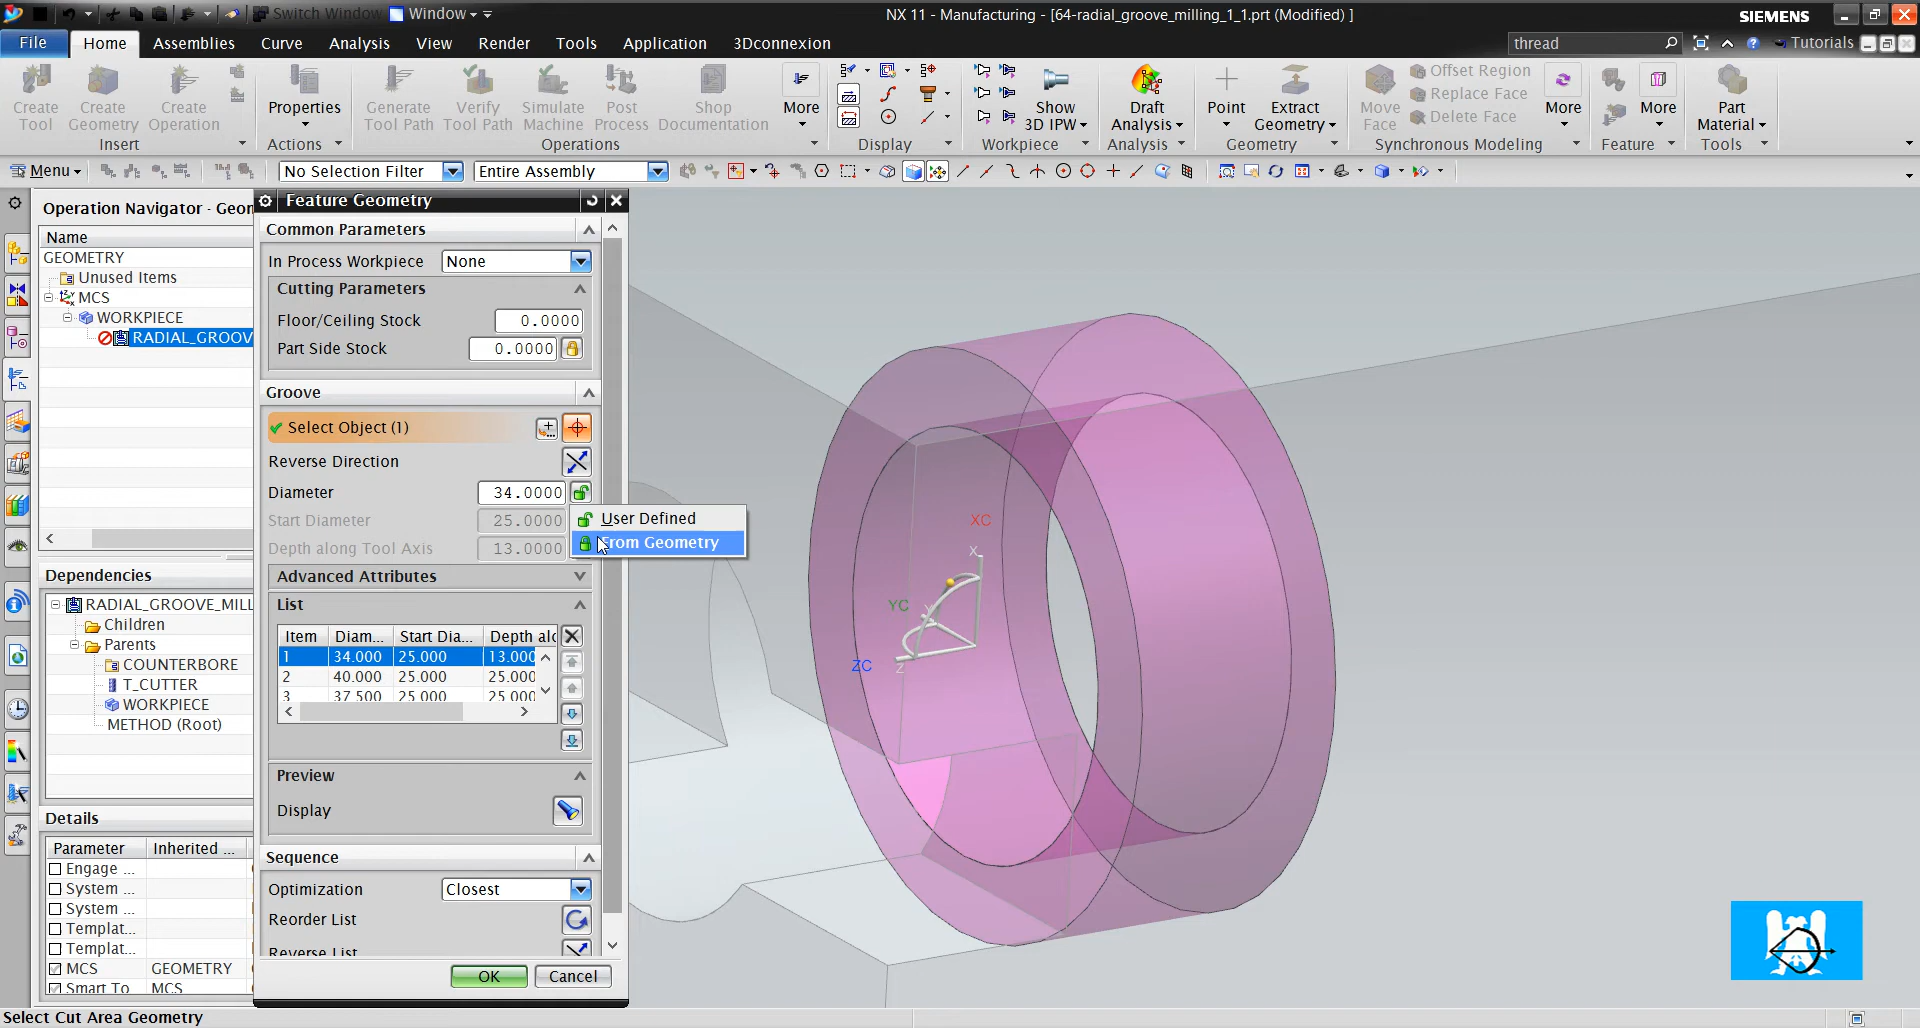 Switch Window Window
NX 11 - Manufacturing - [64-radial_groove_milling_1_1.prt (Modified) ]
SIEMENS
File Home Assemblies Curve Analysis View Render Tools Application 3Dconnexion
thread
Tutorials
Create Tool
Create Geometry
Create Operation
Insert
Properties
Actions
Generate Tool Path
Verify Tool Path
Simulate Machine
Post Process
Shop Documentation
Operations
More
Display
Show 3D IPW
Workpiece
Draft Analysis
Analysis
Point
Extract Geometry
Geometry
Move Face
Offset Region
Replace Face
Delete Face
More
Synchronous Modeling
More
Feature
Part Material
Tools
Menu
No Selection Filter
Entire Assembly
Operation Navigator - Geon
Name
GEOMETRY
Unused Items
MCS
WORKPIECE
RADIAL_GROOV
Dependencies
RADIAL_GROOVE_MILL
Children
Parents
COUNTERBORE
T_CUTTER
WORKPIECE
METHOD (Root)
Details
Parameter Inherited ...
Engage ...
System ...
System ...
Templat...
Templat...
MCS GEOMETRY
Smart To MCS
Feature Geometry
Common Parameters
In Process Workpiece None
Cutting Parameters
Floor/Ceiling Stock 0.0000
Part Side Stock 0.0000
Groove
Select Object (1)
Reverse Direction
Diameter 34.0000
Start Diameter 25.0000
Depth along Tool Axis 13.0000
User Defined
From Geometry
Advanced Attributes
List
Item Diam... Start Dia... Depth alo
1 34.000 25.000 13.000
2 40.000 25.000 25.000
3 37.500 25.000 25.000
Preview
Display
Sequence
Optimization Closest
Reorder List
Reverse List
OK Cancel
XC
X
YC
Y
ZC
Z
Select Cut Area Geometry